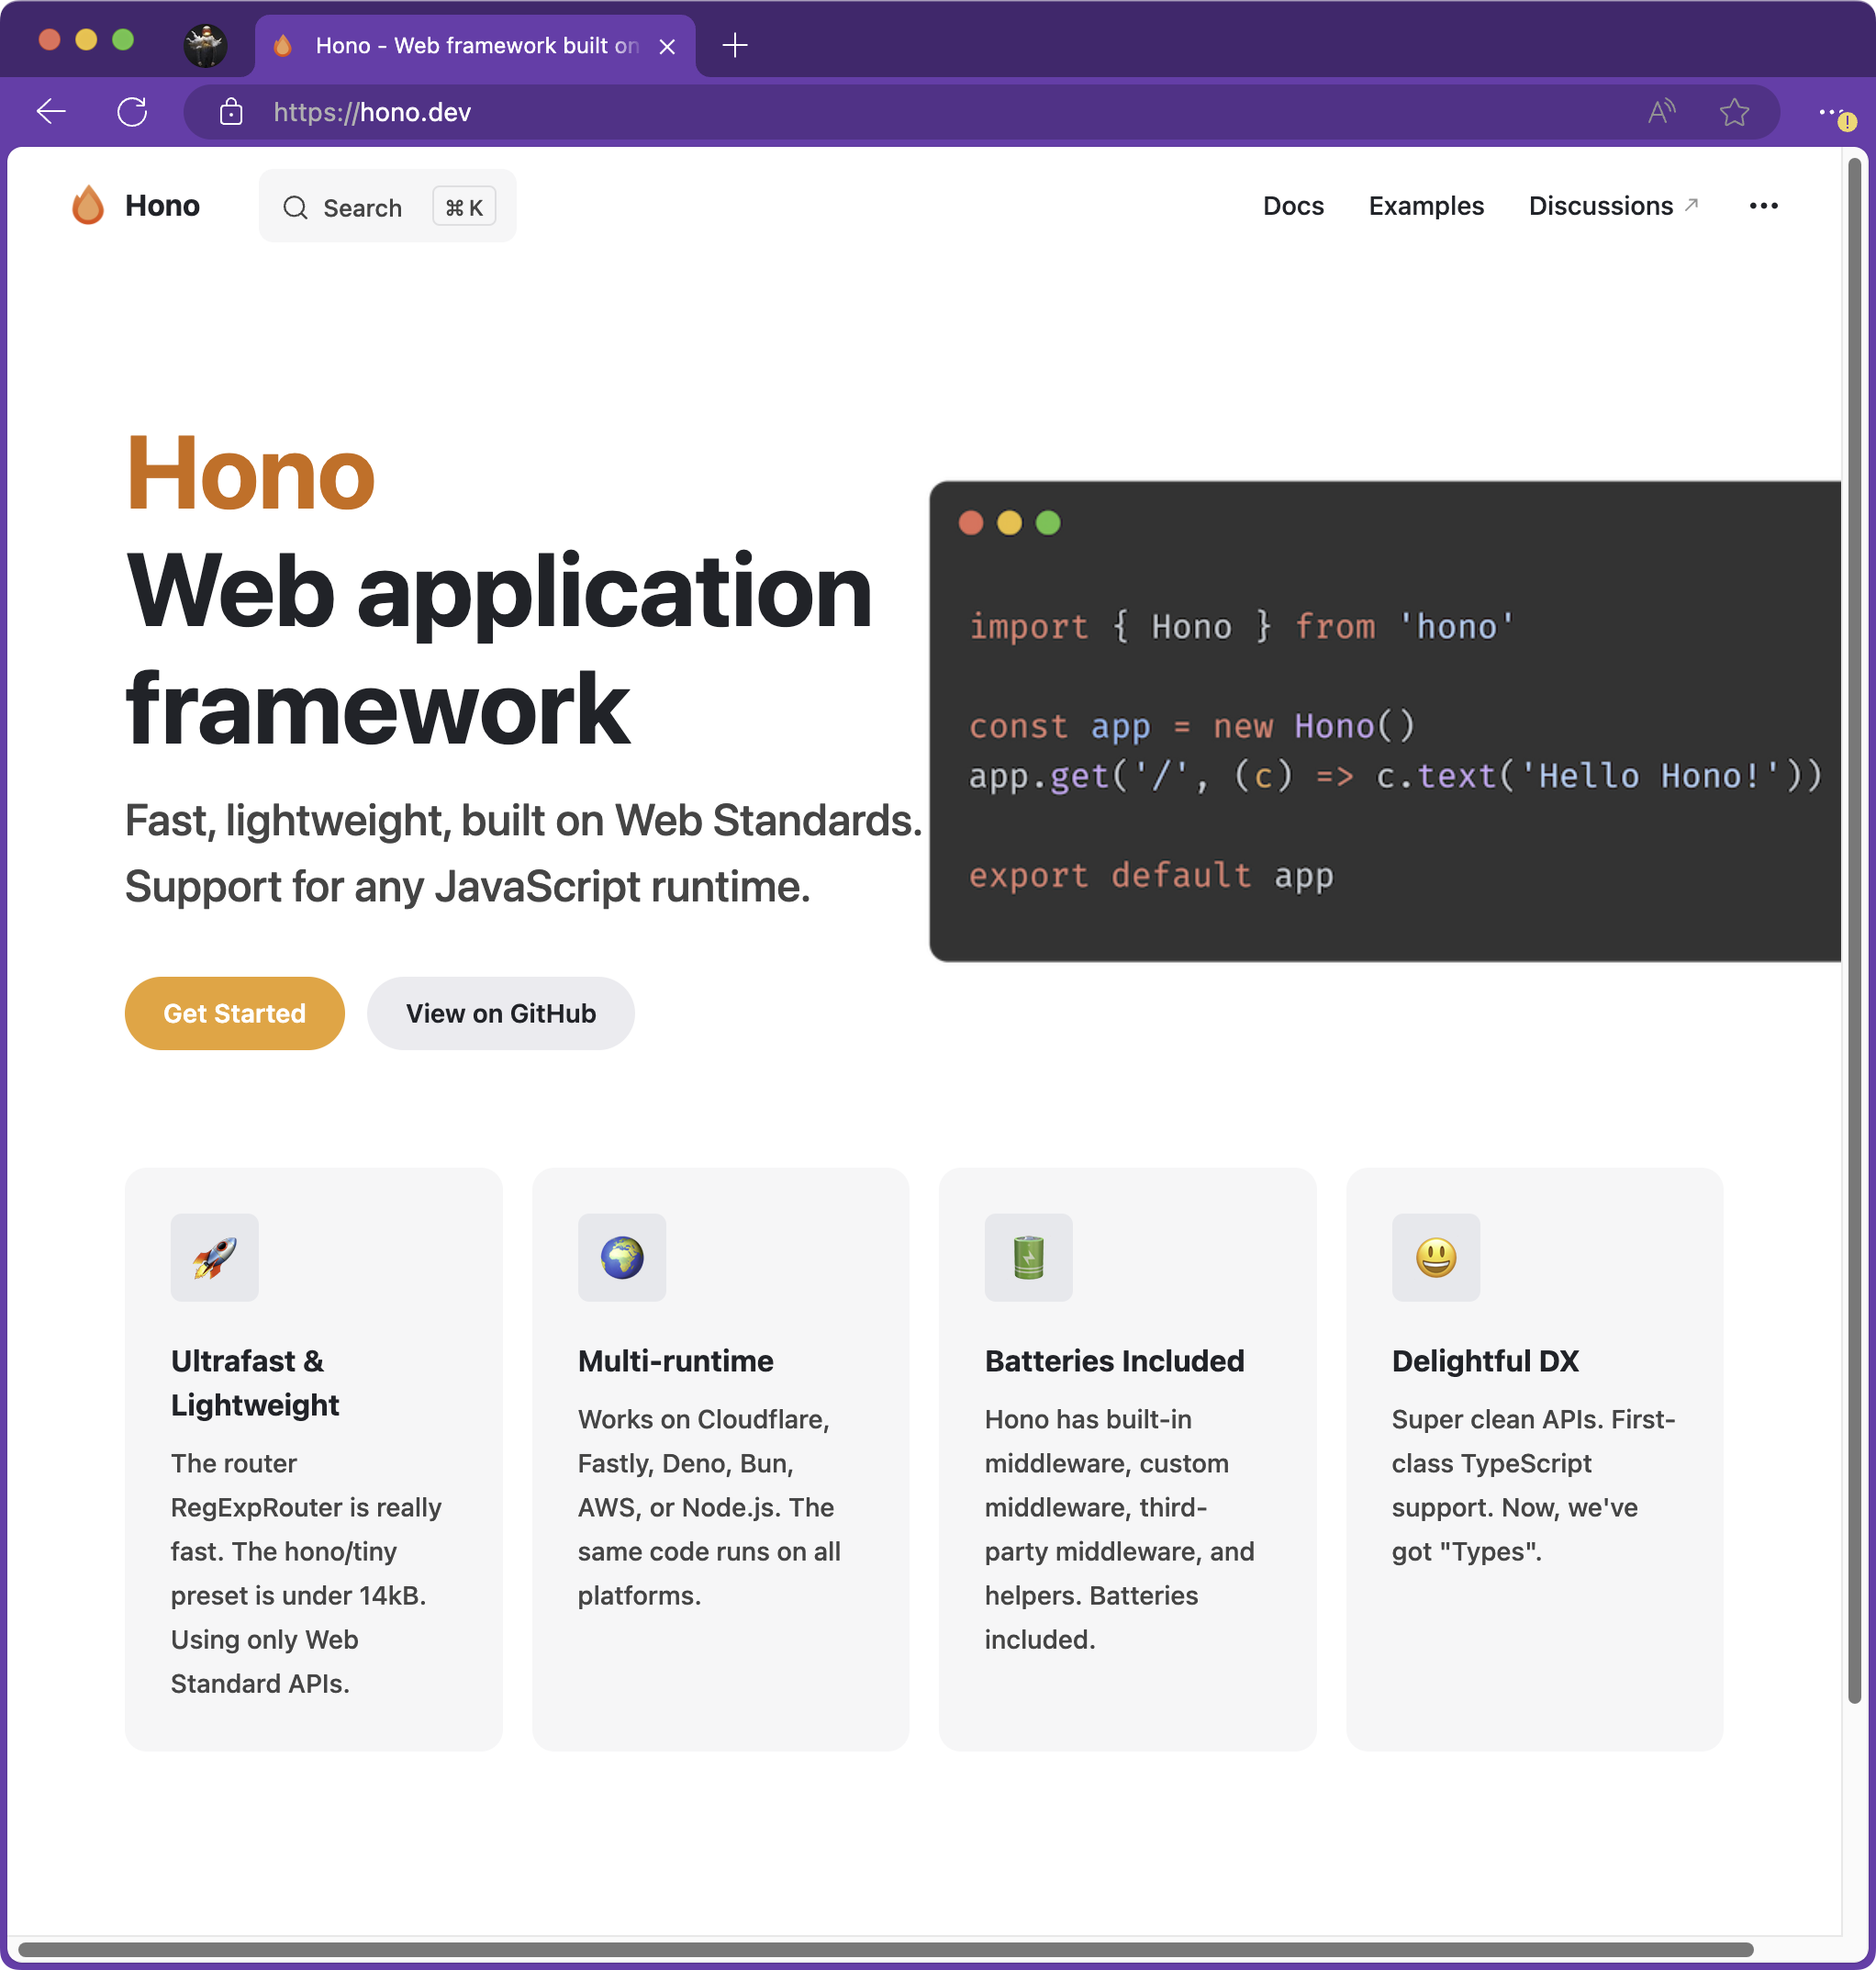 Hono - Web framework built on
https://hono.dev
Hono
Search
⌘ K
Docs
Examples
Discussions
Hono
Web application
framework
Fast, lightweight, built on Web Standards.
Support for any JavaScript runtime.
Get Started
View on GitHub
import { Hono } from 'hono'
const app = new Hono()
app.get('/', (c) => c.text('Hello Hono!'))
export default app
Ultrafast &
Lightweight
The router
RegExpRouter is really
fast. The hono/tiny
preset is under 14kB.
Using only Web
Standard APIs.
Multi-runtime
Works on Cloudflare,
Fastly, Deno, Bun,
AWS, or Node.js. The
same code runs on all
platforms.
Batteries Included
Hono has built-in
middleware, custom
middleware, third-
party middleware, and
helpers. Batteries
included.
Delightful DX
Super clean APIs. First-
class TypeScript
support. Now, we've
got "Types".